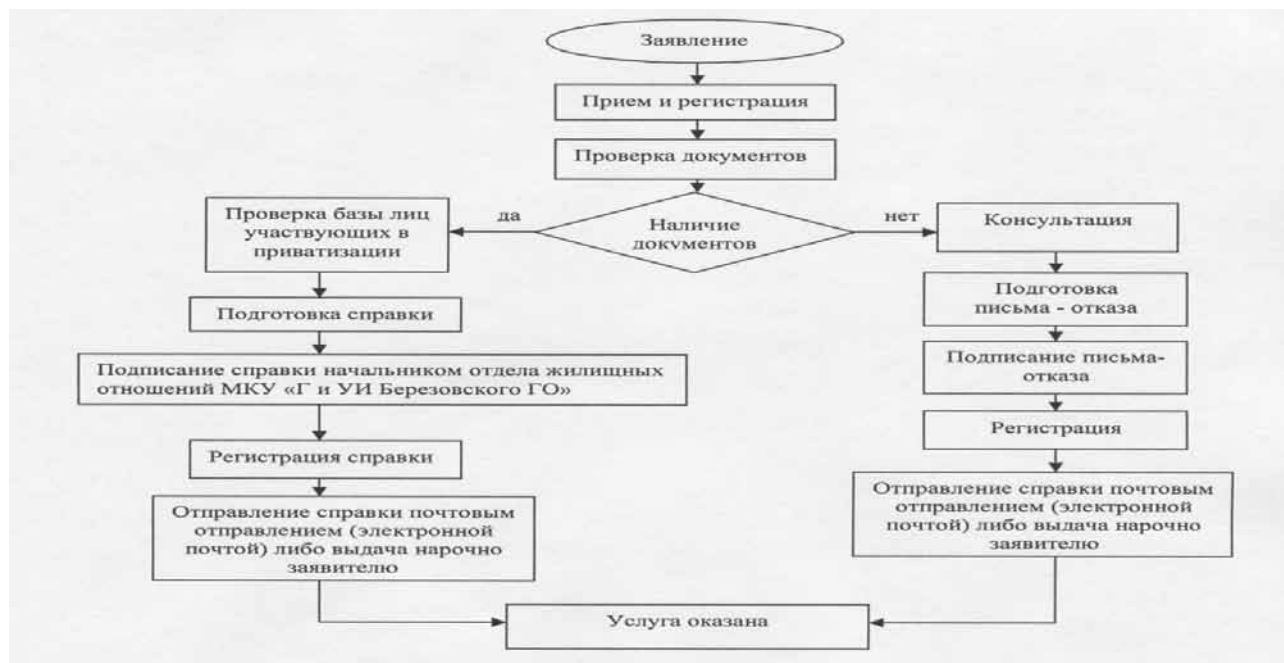 Заявление
Прием и регистрация
Проверка документов
Наличие
документов
да
нет
Проверка базы лиц
участвующих в
приватизации
Подготовка справки
Подписание справки начальником отдела жилищных
отношений МКУ «Г и УИ Березовского ГО»
Регистрация справки
Отправление справки почтовым
отправлением (электронной
почтой) либо выдача нарочно
заявителю
Консультация
Подготовка
письма - отказа
Подписание письма-
отказа
Регистрация
Отправление справки почтовым
отправлением (электронной
почтой) либо выдача нарочно
заявителю
Услуга оказана